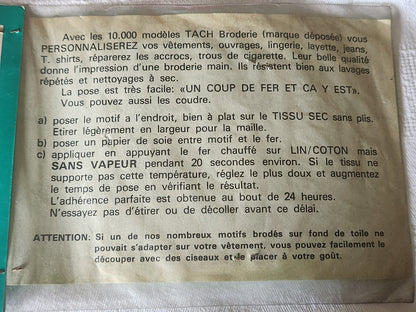 Avec les 10.000 modèles TACH Broderie (marque déposée) vous
PERSONNALISEREZ vos vêtements, ouvrages, lingerie, layette, jeans,
T. shirts, réparerez les accrocs, trous de cigarette. Leur belle qualité
donne l'impression d'une broderie main. Ils résistent bien aux lavages
répétés et nettoyages à sec.
La pose est très facile: «UN COUP DE FER ET CA Y EST».
Vous pouvez aussi les coudre.
a) poser le motif a l'endroit, bien à plat sur le TISSU SEC sans plis.
Etirer légèrement en largeur pour la maille.
b) poser un papier de soie entre motif et le fer.
c) appliquer en appuyant le fer chauffé sur LIN/COTON mais
SANS VAPEUR pendant 20 secondes environ. Si le tissu ne
supporte pas cette température, réglez le plus doux et augmentez
le temps de pose en vérifiant le résultat.
L'adhérence parfaite est obtenue au bout de 24 heures.
N'essayez pas d'étirer ou de décoller avant ce délai.
ATTENTION: Si un de nos nombreux motifs brodés sur fond de toile ne
pouvait s'adapter sur votre vêtement, vous pouvez facilement le
découper avec des ciseaux et le placer à votre goût.